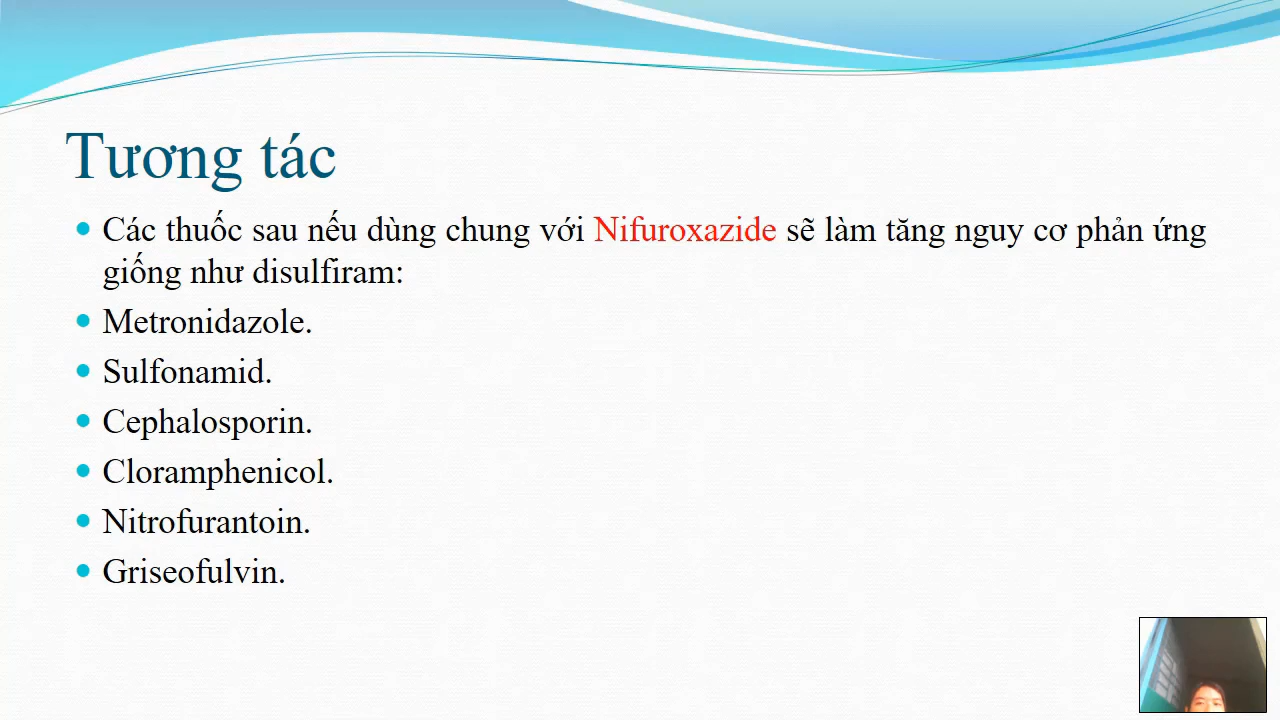 Tương tác
Các thuốc sau nếu dùng chung với Nifuroxazide sẽ làm tăng nguy cơ phản ứng
giống như disulfiram:
Metronidazole.
Sulfonamid.
Cephalosporin.
Cloramphenicol.
Nitrofurantoin.
Griseofulvin.